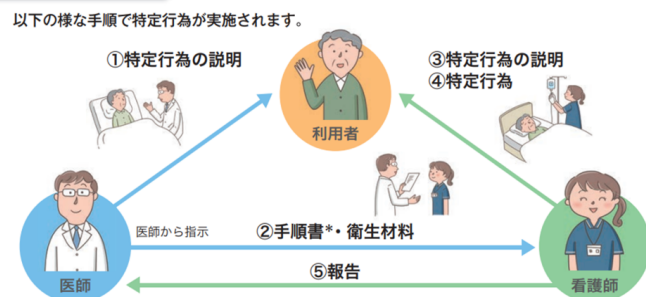 以下の様な手順で特定行為が実施されます。
①特定行為の説明
③特定行為の説明
④特定行為
利用者
医師から指示
②手順書*・衛生材料
⑤報告
医師
看護師